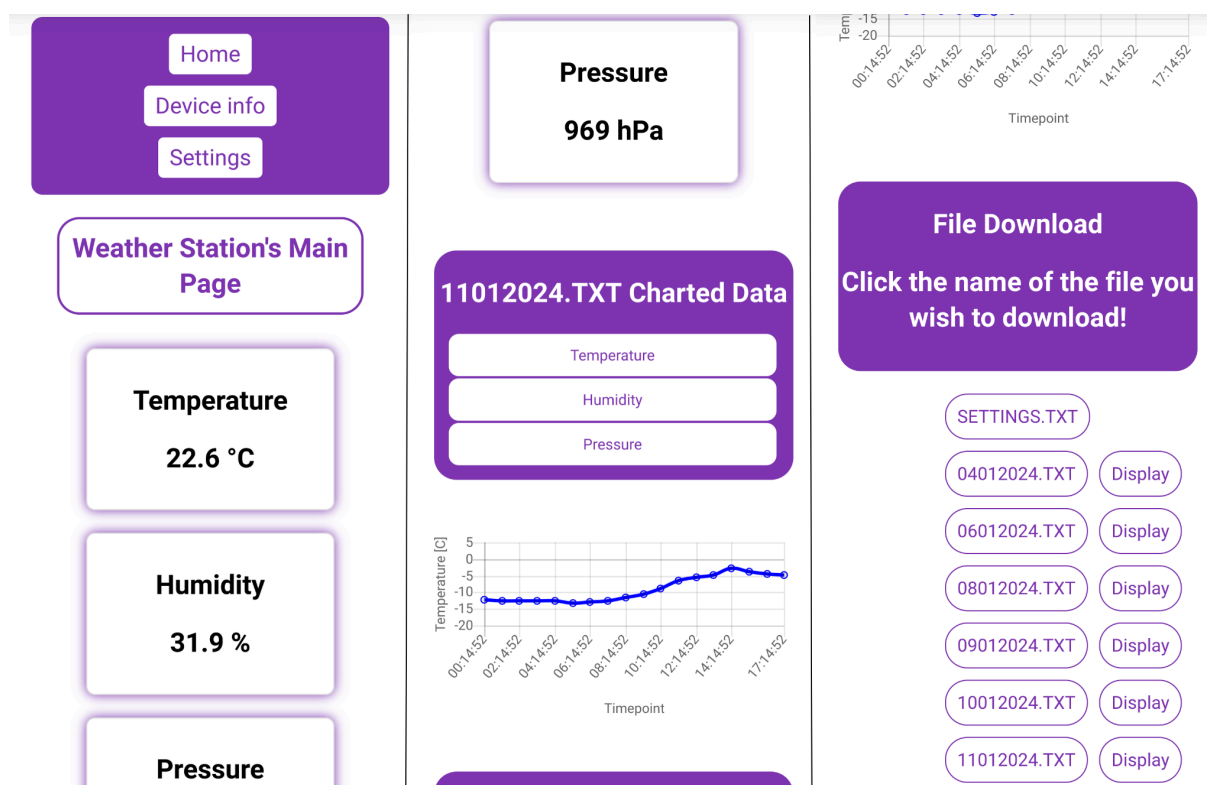 Home
Device info
Settings
Weather Station's Main
Page
Temperature
22.6 °C
Humidity
31.9 %
Pressure
Pressure
969 hPa
11012024.TXT Charted Data
Temperature
Humidity
Pressure
Temperature [C]
5
0
-5
-10
-15
-20
00:14:52
02:14:52
04:14:52
06:14:52
08:14:52
10:14:52
12:14:52
14:14:52
17:14:52
Timepoint
-15
-20
00:14:52
02:14:52
04:14:52
06:14:52
08:14:52
10:14:52
12:14:52
14:14:52
17:14:52
Timepoint
File Download
Click the name of the file you
wish to download!
SETTINGS.TXT
04012024.TXT Display
06012024.TXT Display
08012024.TXT Display
09012024.TXT Display
10012024.TXT Display
11012024.TXT Display